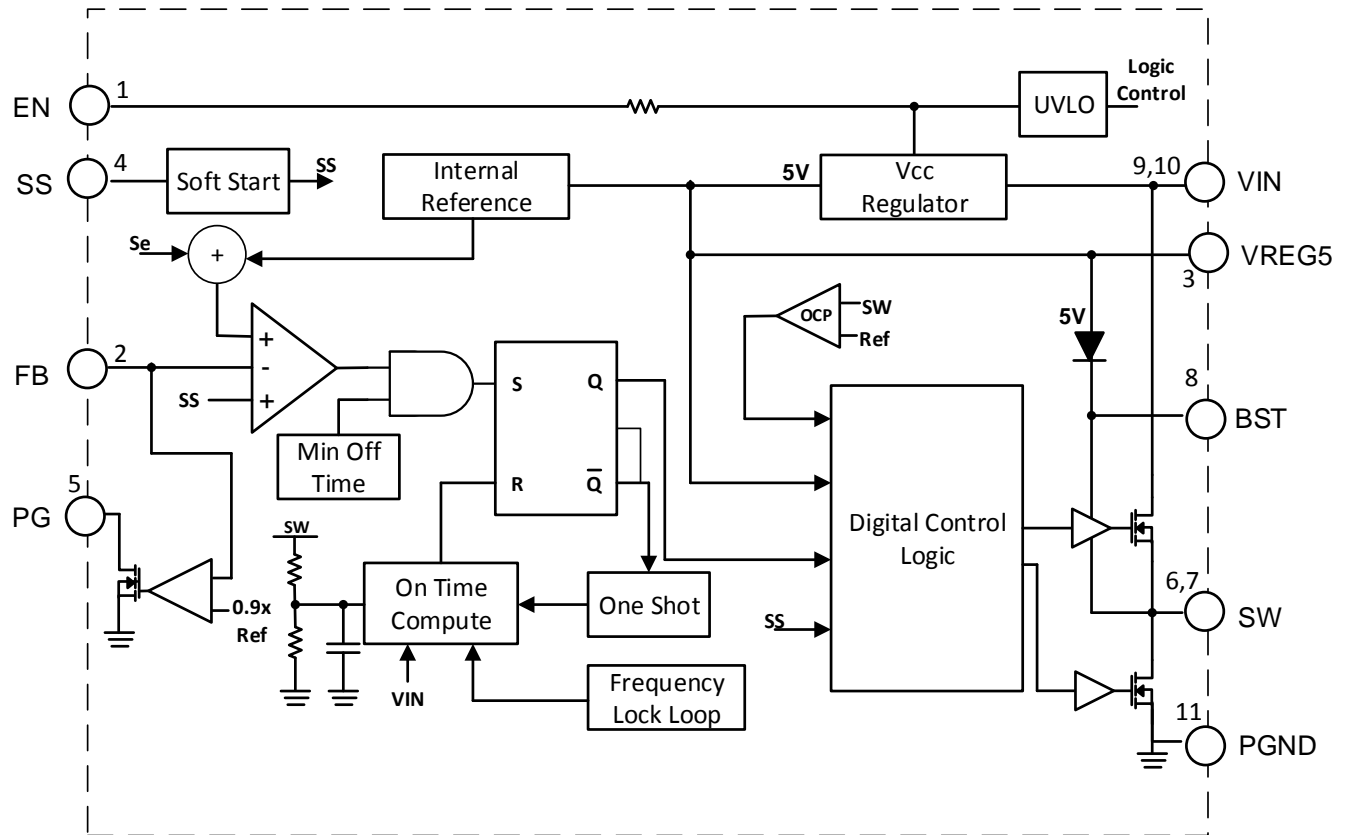 EN
1
UVLO
Logic
Control
SS
4
Soft Start
SS
Internal
Reference
5V
Vcc
Regulator
9,10
VIN
Se
+
VREG5
3
OCP
SW
Ref
5V
FB
2
+
-
SS
+
S
Q
R
Q̅
8
BST
Min Off
Time
PG
5
0.9x
Ref
SW
On Time
Compute
VIN
One Shot
Frequency
Lock Loop
Digital Control
Logic
SS
6,7
SW
11
PGND